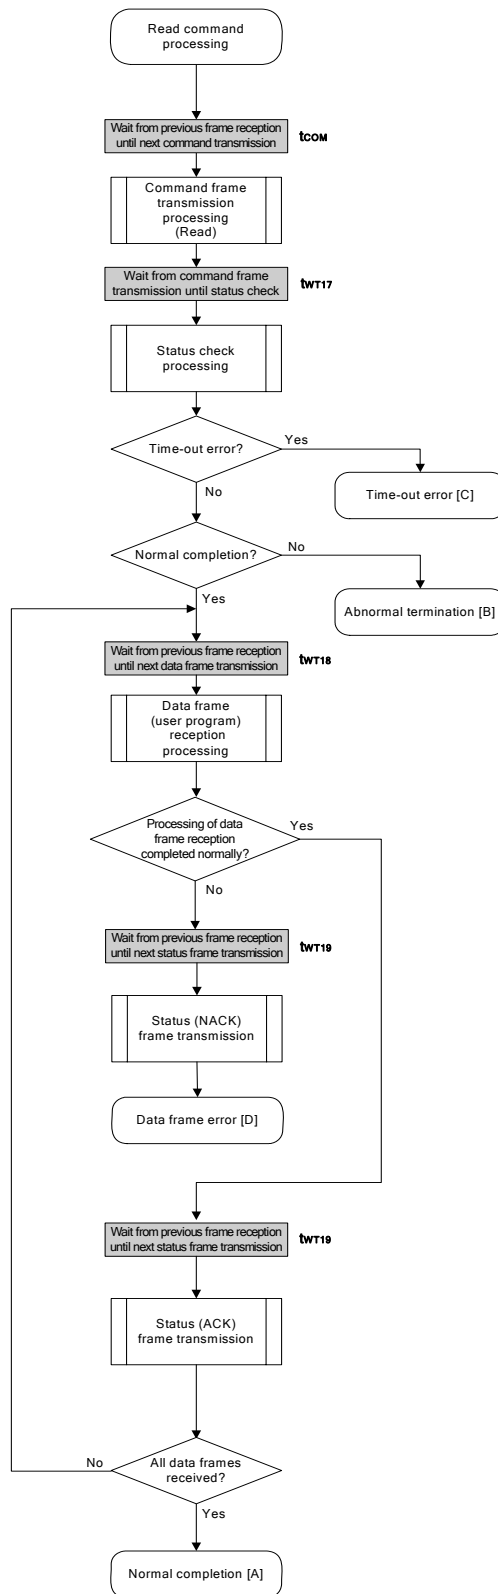 Read command
processing
Wait from previous frame reception
until next command transmission
tCOM
Command frame
transmission
processing
(Read)
Wait from command frame
transmission until status check
tWT17
Status check
processing
Time-out error?
Yes
No
Time-out error [C]
Normal completion?
No
Yes
Abnormal termination [B]
Wait from previous frame reception
until next data frame transmission
tWT18
Data frame
(user program)
reception
processing
Processing of data
frame reception
completed normally?
Yes
No
Wait from previous frame reception
until next status frame transmission
tWT19
Status (NACK)
frame transmission
Data frame error [D]
Wait from previous frame reception
until next status frame transmission
tWT19
Status (ACK)
frame transmission
No
All data frames
received?
Yes
Normal completion [A]